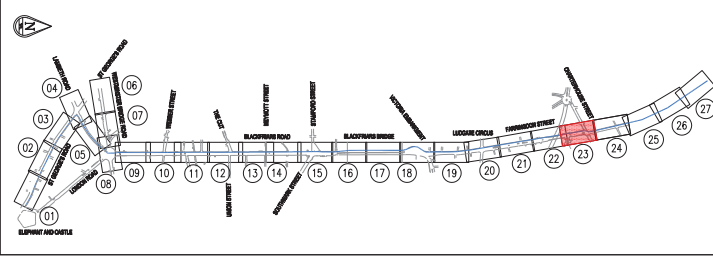 N
LAMBETH ROAD
ST GEORGE'S ROAD
WESTMINSTER BRIDGE ROAD
WEBBER STREET
THE CUT
MEYMOTT STREET
STAMFORD STREET
VICTORIA EMBANKMENT
CHARTERHOUSE STREET
BLACKFRIARS ROAD
BLACKFRIARS BRIDGE
LUDGATE CIRCUS
FARRINGDON STREET
ST GEORGE'S ROAD
LONDON ROAD
UNION STREET
SOUTHWARK STREET
ELEPHANT AND CASTLE
01
02
03
04
05
06
07
08
09
10
11
12
13
14
15
16
17
18
19
20
21
22
23
24
25
26
27